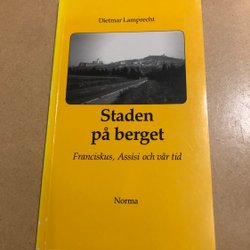 Dietmar Lamprecht
Staden
på berget
Franciskus, Assisi och vår tid
Norma